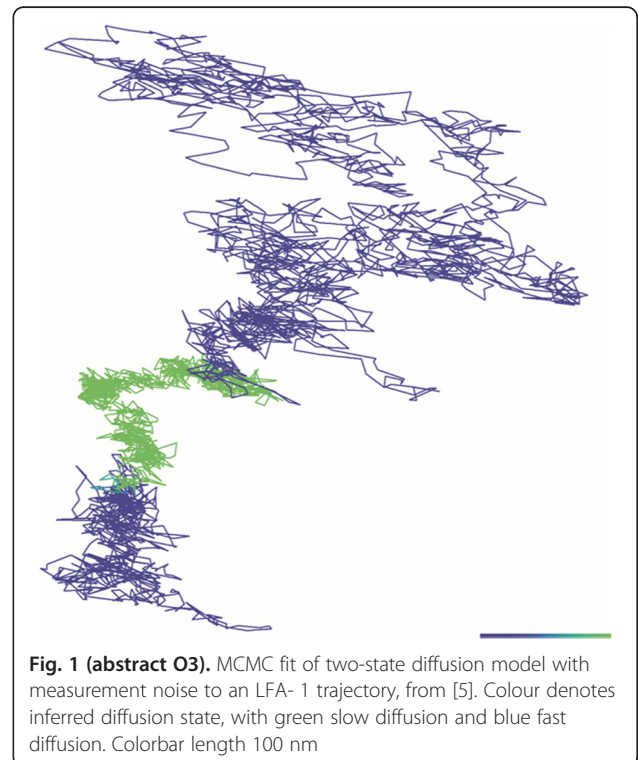 Fig. 1 (abstract O3). MCMC fit of two-state diffusion model with
measurement noise to an LFA- 1 trajectory, from [5]. Colour denotes
inferred diffusion state, with green slow diffusion and blue fast
diffusion. Colorbar length 100 nm